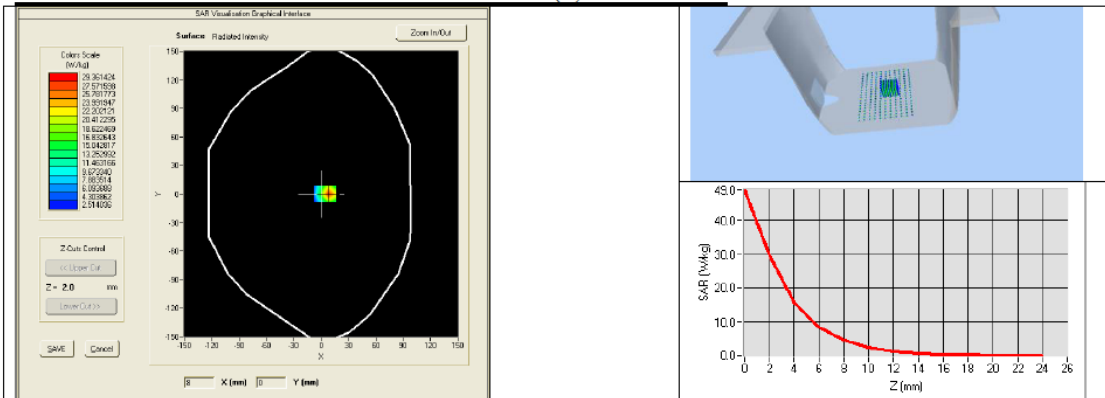 SAR Visualisation Graphical Interface
Surface Radiated Intensity
Zoom In/Out
Colors Scale
(W/kg)
29.361424
27.571598
25.781773
23.991947
22.202121
20.412295
18.622469
16.832643
15.042817
13.252992
11.463166
9.673340
7.883514
6.093688
4.303862
2.514036
Z-Cuts Control
<< Upper Cut
Z = 2.0 mm
Lower Cut >>
SAVE Cancel
150
120
90
60
30
0
-30
-60
-90
-120
-150
Y
-150 -120 -90 -60 -30 0 30 60 90 120 150
X
8 X (mm) 0 Y (mm)
49.0
40.0
30.0
20.0
10.0
0.0
SAR (W/kg)
0 2 4 6 8 10 12 14 16 18 20 22 24 26
Z (mm)